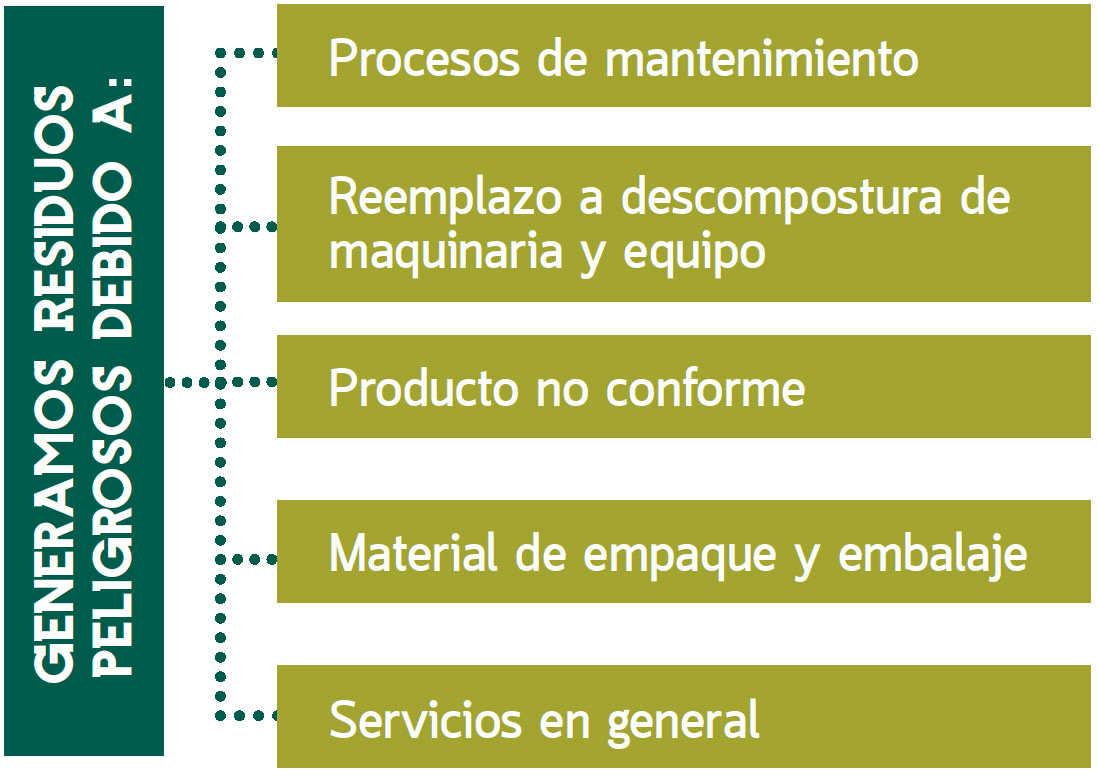 GENERAMOS RESIDUOS
PELIGROSOS DEBIDO A:
Procesos de mantenimiento
Reemplazo a descompostura de
maquinaria y equipo
Producto no conforme
Material de empaque y embalaje
Servicios en general